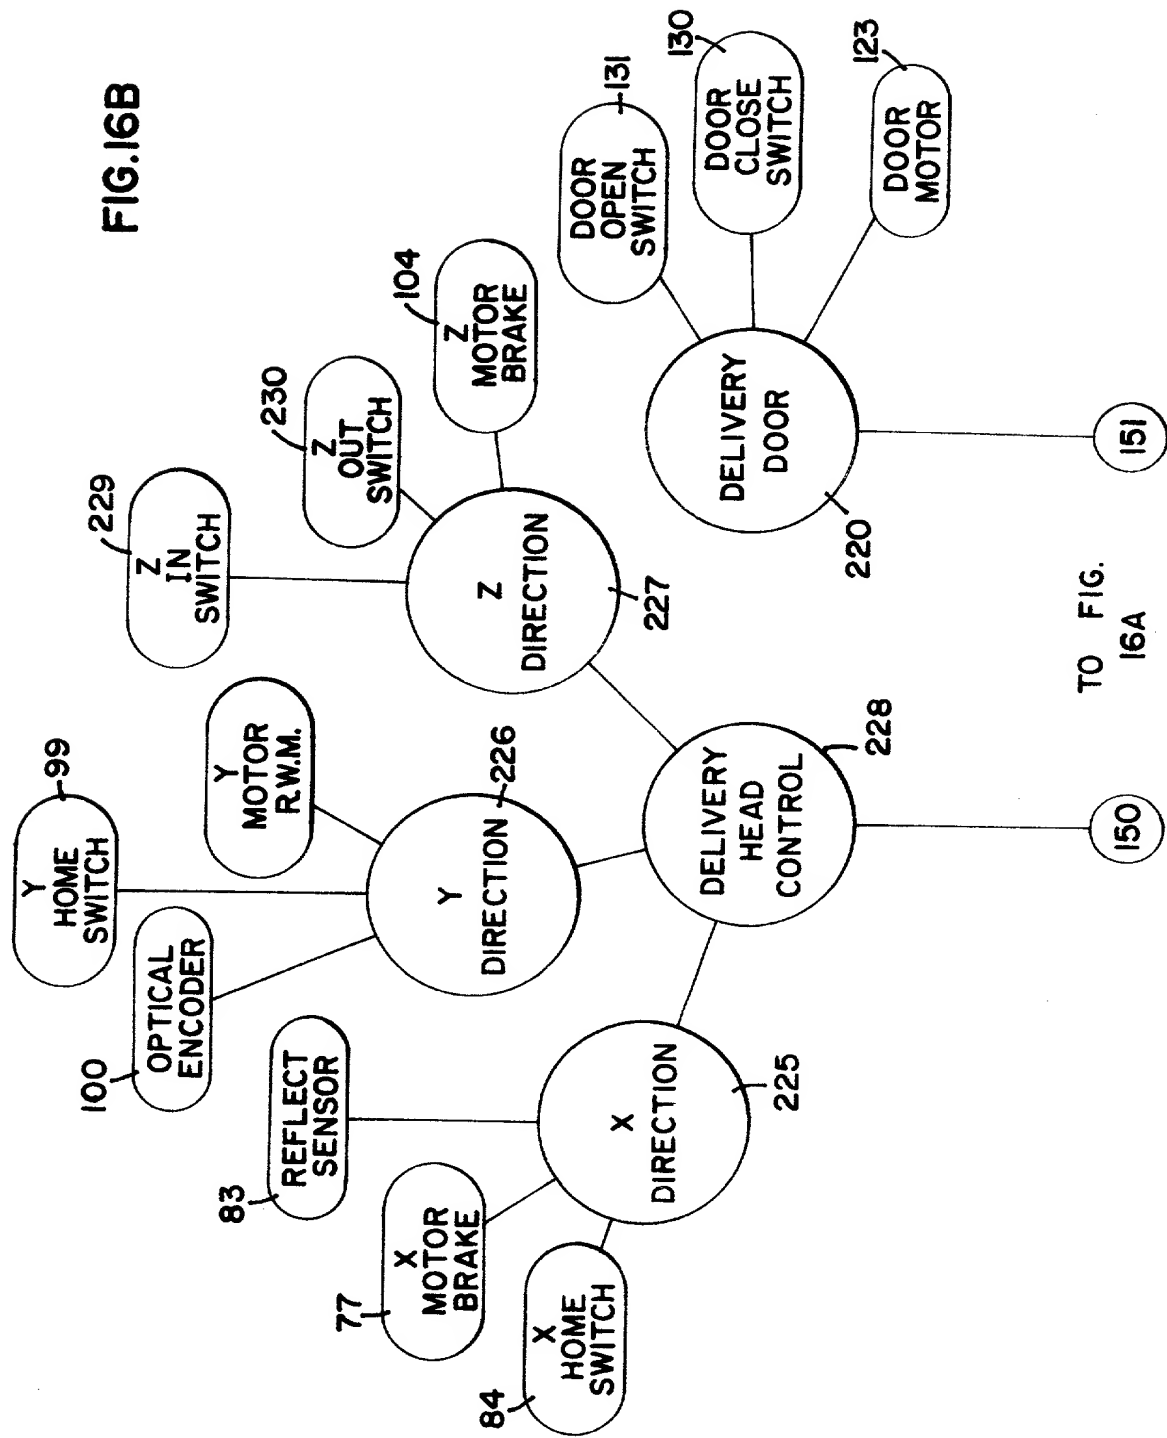 FIG.16B
99
Y
HOME
SWITCH
100
OPTICAL
ENCODER
Y
MOTOR
R.W.M.
229
Z
IN
SWITCH
230
Z
OUT
SWITCH
104
Z
MOTOR
BRAKE
83
REFLECT
SENSOR
77
X
MOTOR
BRAKE
84
X
HOME
SWITCH
X
DIRECTION
225
Y
DIRECTION
226
Z
DIRECTION
227
DELIVERY
HEAD
CONTROL
228
DOOR
OPEN
SWITCH
131
DOOR
CLOSE
SWITCH
130
DOOR
MOTOR
123
DELIVERY
DOOR
220
150
TO FIG.
16A
151